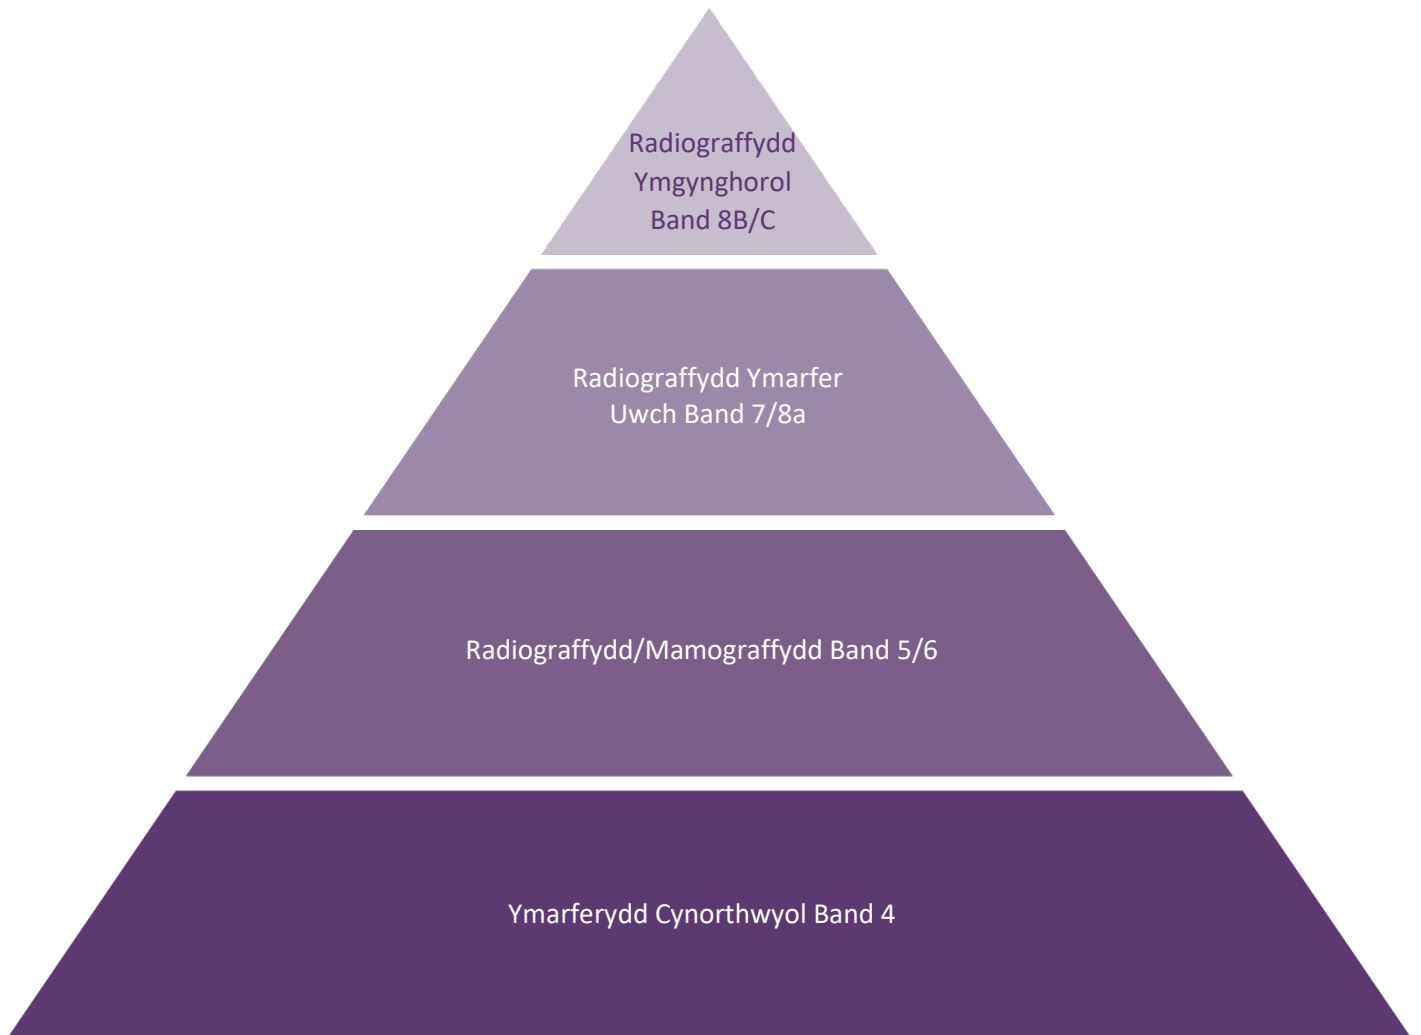 Radiograffydd
Ymgynghorol
Band 8B/C
Radiograffydd Ymarfer
Uwch Band 7/8a
Radiograffydd/Mamograffydd Band 5/6
Ymarferydd Cynorthwyol Band 4